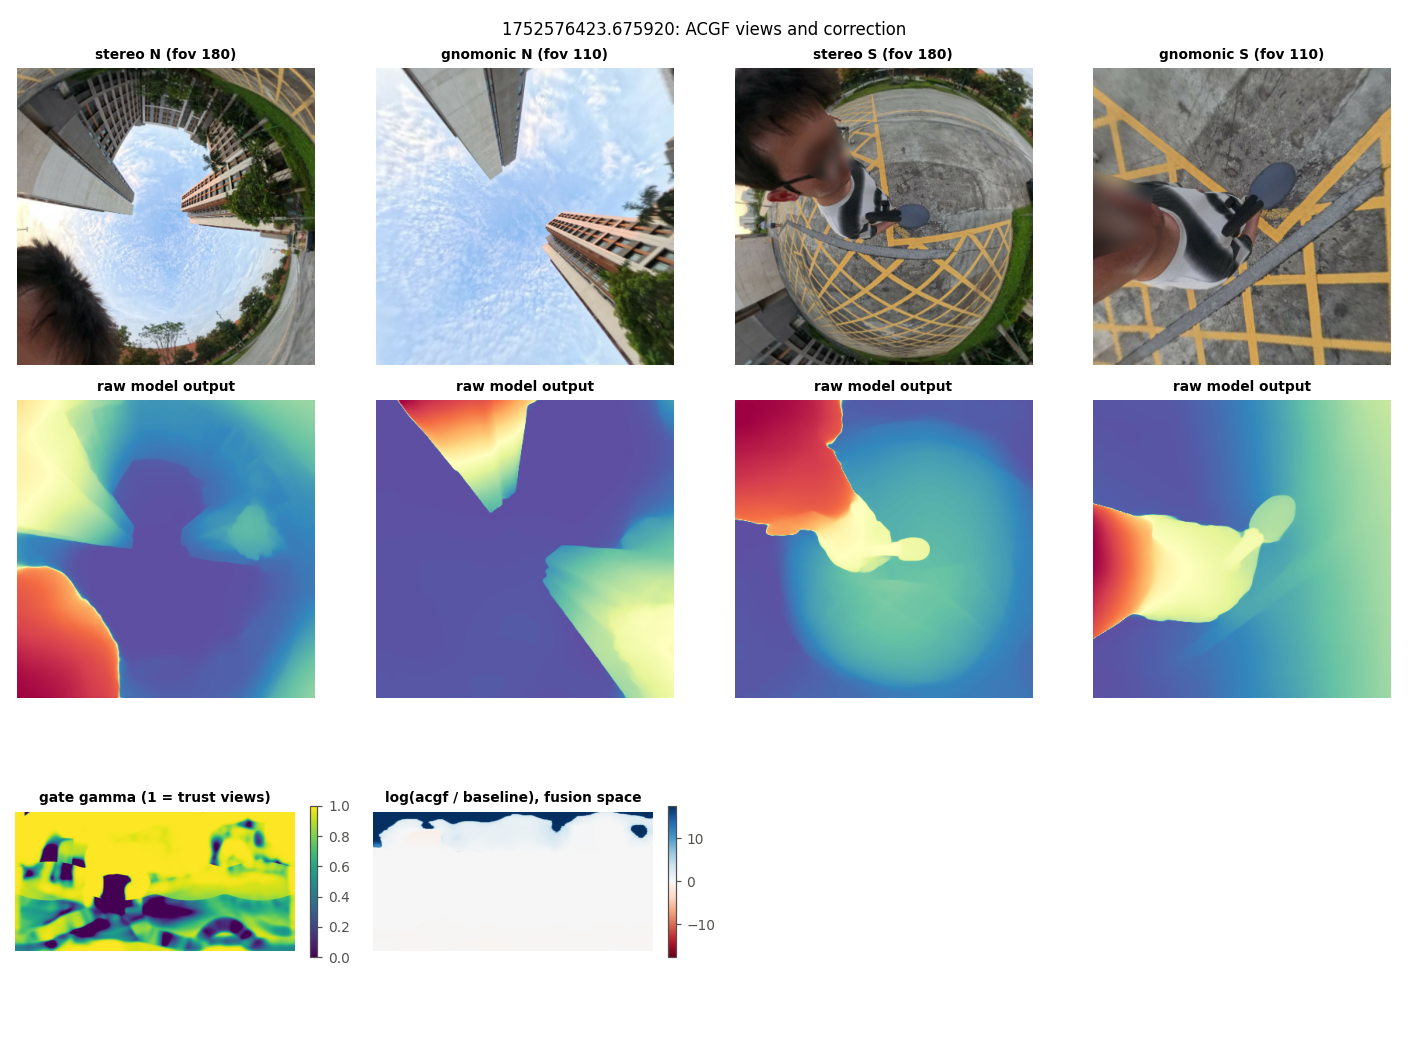 1752576423.675920: ACGF views and correction
stereo N (fov 180)
gnomonic N (fov 110)
stereo S (fov 180)
gnomonic S (fov 110)
raw model output
raw model output
raw model output
raw model output
gate gamma (1 = trust views)
1.0
0.8
0.6
0.4
0.2
0.0
log(acgf / baseline), fusion space
10
0
−10